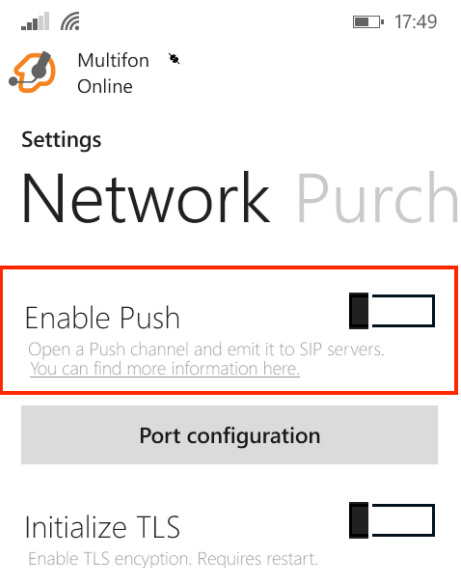 17:49
Multifon
Online
Settings
Network Purch
Enable Push
Open a Push channel and emit it to SIP servers.
You can find more information here.
Port configuration
Initialize TLS
Enable TLS encyption. Requires restart.